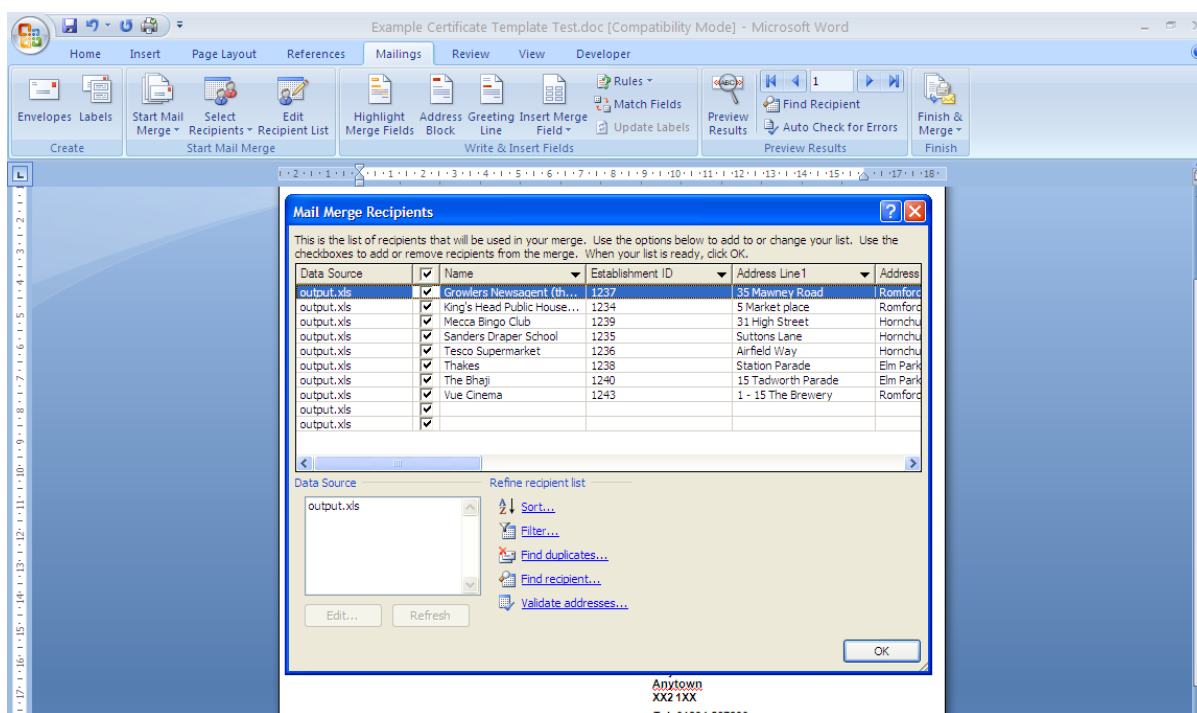 Example Certificate Template Test.doc [Compatibility Mode] - Microsoft Word
Home Insert Page Layout References Mailings Review View Developer
Envelopes Labels Start Mail Merge Select Recipients Edit Recipient List Highlight Merge Fields Address Block Greeting Line Insert Merge Field Rules Match Fields Update Labels Preview Results 1 Find Recipient Auto Check for Errors Finish & Merge
Create Start Mail Merge Write & Insert Fields Preview Results Finish
Mail Merge Recipients
This is the list of recipients that will be used in your merge. Use the options below to add to or change your list. Use the
checkboxes to add or remove recipients from the merge. When your list is ready, click OK.
Data Source Name Establishment ID Address Line1 Address
output.xls Growlers Newsagent (th... 1237 35 Mawney Road Romford
output.xls King's Head Public House... 1234 5 Market place Romford
output.xls Mecca Bingo Club 1239 31 High Street Hornchu
output.xls Sanders Draper School 1235 Suttons Lane Hornchu
output.xls Tesco Supermarket 1236 Airfield Way Hornchu
output.xls Thakes 1238 Station Parade Elm Park
output.xls The Bhaji 1240 15 Tadworth Parade Elm Park
output.xls Vue Cinema 1243 1 - 15 The Brewery Romford
output.xls
output.xls
Data Source Refine recipient list
output.xls
Sort...
Filter...
Find duplicates...
Find recipient...
Validate addresses...
Edit... Refresh
OK
Anytown
XX2 1XX